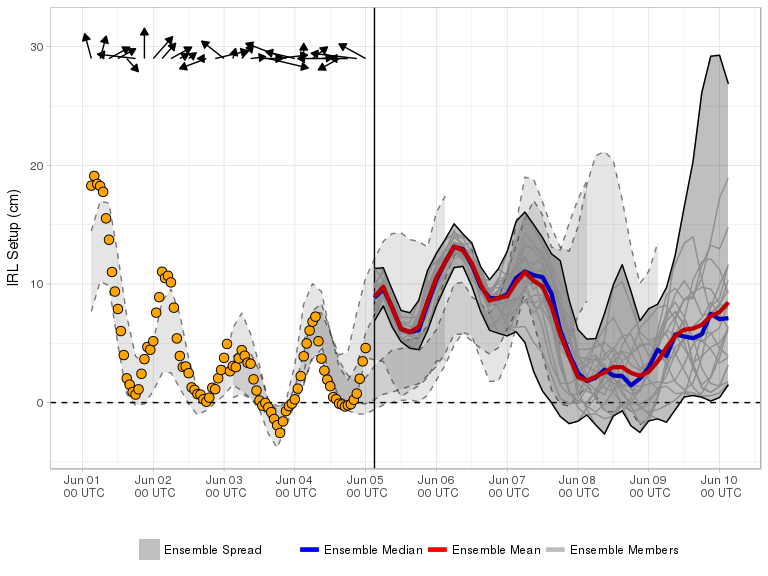 IRL Setup (cm)
30
20
10
0
Jun 01 Jun 02 Jun 03 Jun 04 Jun 05 Jun 06 Jun 07 Jun 08 Jun 09 Jun 10
00 UTC 00 UTC 00 UTC 00 UTC 00 UTC 00 UTC 00 UTC 00 UTC 00 UTC 00 UTC
Ensemble Spread Ensemble Median Ensemble Mean Ensemble Members